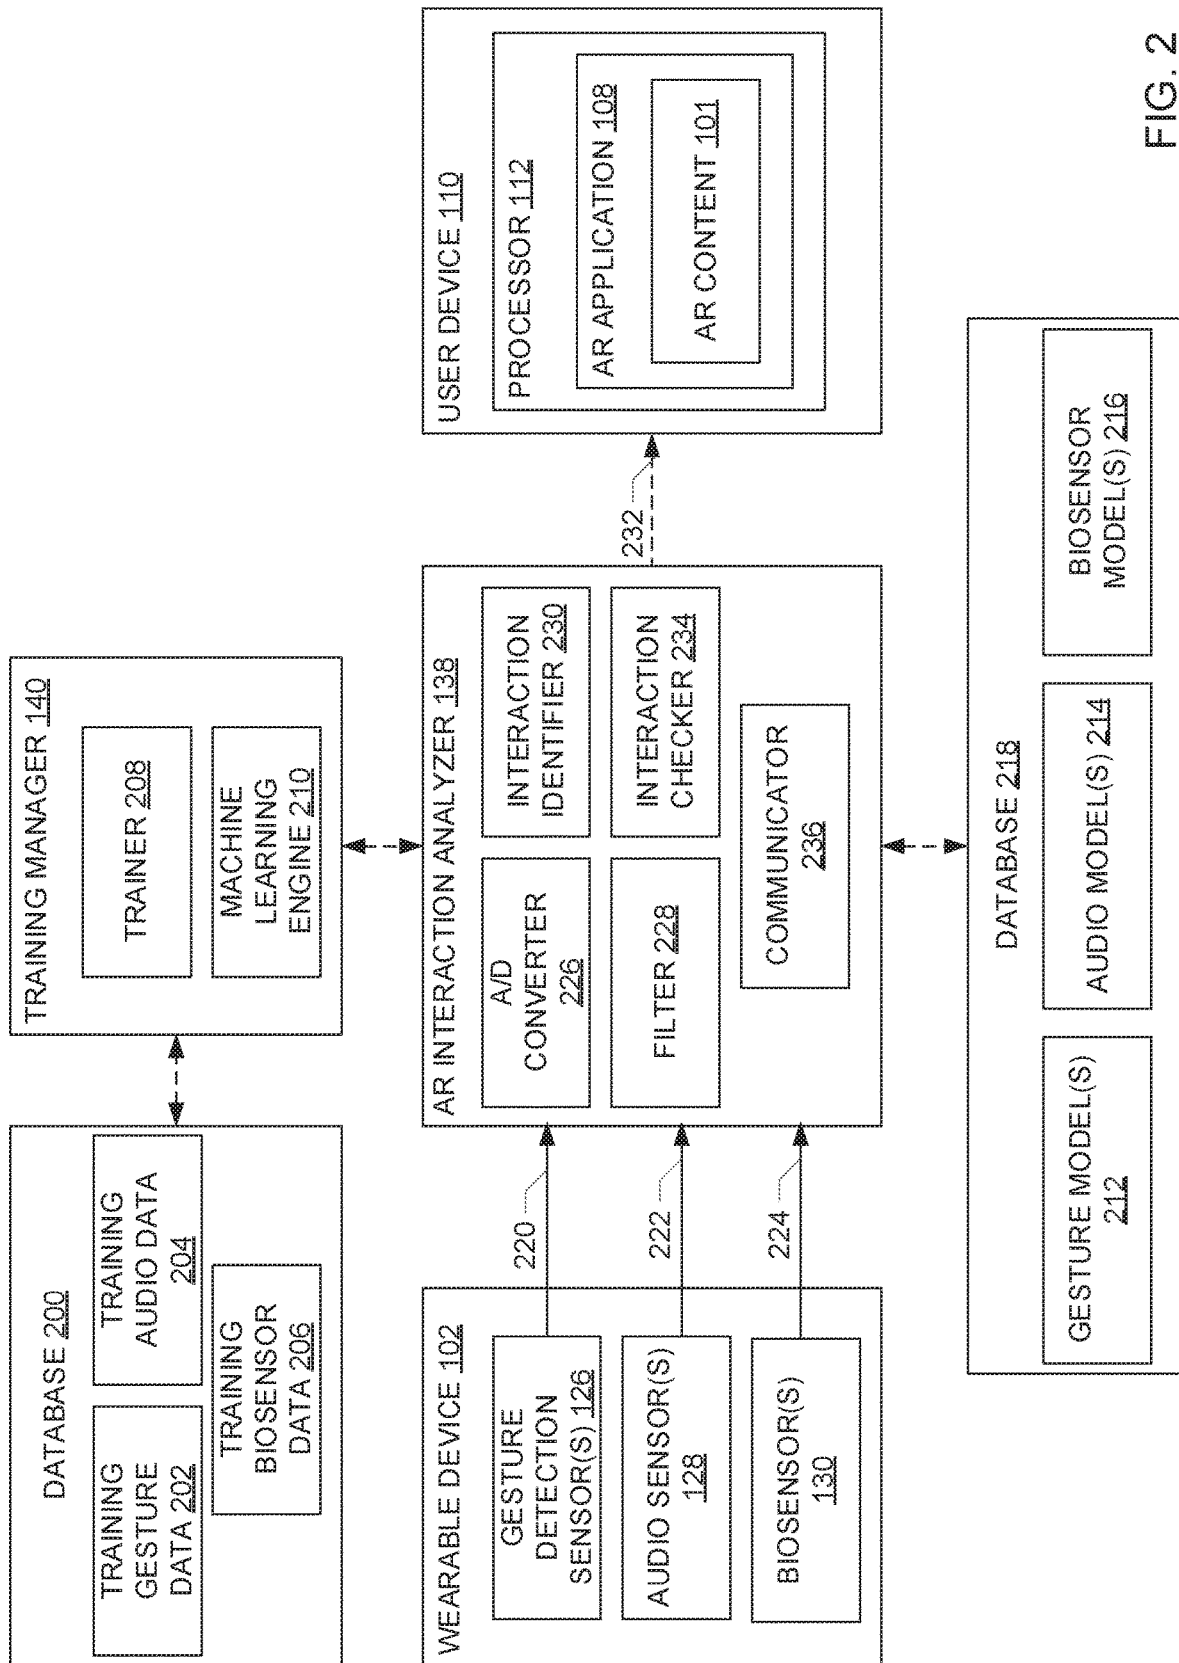 DATABASE 200
TRAINING
GESTURE
DATA 202
TRAINING
AUDIO DATA
204
TRAINING
BIOSENSOR
DATA 206
TRAINING MANAGER 140
TRAINER 208
MACHINE
LEARNING
ENGINE 210
WEARABLE DEVICE 102
GESTURE
DETECTION
SENSOR(S) 126
AUDIO SENSOR(S)
128
BIOSENSOR(S)
130
220
222
224
AR INTERACTION ANALYZER 138
A/D
CONVERTER
226
INTERACTION
IDENTIFIER 230
FILTER 228
INTERACTION
CHECKER 234
COMMUNICATOR
236
232
USER DEVICE 110
PROCESSOR 112
AR APPLICATION 108
AR CONTENT 101
DATABASE 218
GESTURE MODEL(S)
212
AUDIO MODEL(S) 214
BIOSENSOR
MODEL(S) 216
FIG. 2